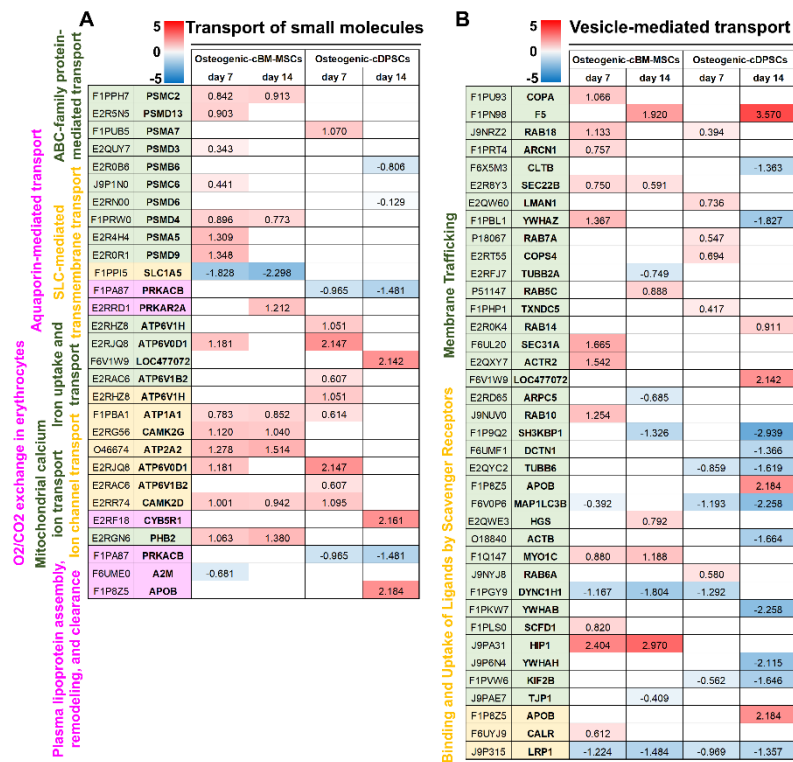 A
Transport of small molecules
5
0
-5
Osteogenic-cBM-MSCs Osteogenic-cDPSCs
day 7 day 14 day 7 day 14
ABC-family protein-
mediated transport
Aquaporin-mediated transport
SLC-mediated
transmembrane transport
Iron uptake and
transport
O2/CO2 exchange in erythrocytes
Mitochondrial calcium
ion transport
Ion channel transport
Plasma lipoprotein assembly,
remodeling, and clearance
F1PPH7 PSMC2 0.842 0.913
E2R5N5 PSMD13 0.903
F1PUB5 PSMA7 1.070
E2QUY7 PSMD3 0.343
E2R0B6 PSMB6 -0.806
J9P1N0 PSMC6 0.441
E2RN00 PSMD6 -0.129
F1PRW0 PSMD4 0.896 0.773
E2R4H4 PSMA5 1.309
E2R0R1 PSMD9 1.348
F1PPI5 SLC1A5 -1.828 -2.298
F1PA87 PRKACB -0.965 -1.481
E2RRD1 PRKAR2A 1.212
E2RHZ8 ATP6V1H 1.051
E2RJQ8 ATP6V0D1 1.181 2.147
F6V1W9 LOC477072 2.142
E2RAC6 ATP6V1B2 0.607
E2RHZ8 ATP6V1H 1.051
F1PBA1 ATP1A1 0.783 0.852 0.614
E2RG56 CAMK2G 1.120 1.040
O46674 ATP2A2 1.278 1.514
E2RJQ8 ATP6V0D1 1.181 2.147
E2RAC6 ATP6V1B2 0.607
E2RR74 CAMK2D 1.001 0.942 1.095
E2RF18 CYB5R1 2.161
E2RGN6 PHB2 1.063 1.380
F1PA87 PRKACB -0.965 -1.481
F6UME0 A2M -0.681
F1P8Z5 APOB 2.184
B
Vesicle-mediated transport
5
0
-5
Osteogenic-cBM-MSCs Osteogenic-cDPSCs
day 7 day 14 day 7 day 14
Membrane Trafficking
Binding and Uptake of Ligands by Scavenger Receptors
F1PU93 COPA 1.066
F1PN98 F5 1.920 3.570
J9NRZ2 RAB18 1.133 0.394
F1PRT4 ARCN1 0.757
F6X5M3 CLTB -1.363
E2R8Y3 SEC22B 0.750 0.591
E2QW60 LMAN1 0.736
F1PBL1 YWHAZ 1.367 -1.827
P18067 RAB7A 0.547
E2RT55 COPS4 0.694
E2RFJ7 TUBB2A -0.749
P51147 RAB5C 0.888
F1PHP1 TXNDC5 0.417
E2R0K4 RAB14 0.911
F6UL20 SEC31A 1.665
E2QXY7 ACTR2 1.542
F6V1W9 LOC477072 2.142
E2RD65 ARPC5 -0.685
J9NUV0 RAB10 1.254
F1P9Q2 SH3KBP1 -1.326 -2.939
F6UMF1 DCTN1 -1.366
E2QYC2 TUBB6 -0.859 -1.619
F1P8Z5 APOB 2.184
F6V0P6 MAP1LC3B -0.392 -1.193 -2.258
E2QWE3 HGS 0.792
O18840 ACTB -1.664
F1Q147 MYO1C 0.880 1.188
J9NYJ8 RAB6A 0.580
F1PGY9 DYNC1H1 -1.167 -1.804 -1.292
F1PKW7 YWHAB -2.258
F1PLS0 SCFD1 0.820
J9PA31 HIP1 2.404 2.970
J9P6N4 YWHAH -2.115
F1PVW6 KIF2B -0.562 -1.646
J9PAE7 TJP1 -0.409
F1P8Z5 APOB 2.184
F6UYJ9 CALR 0.612
J9P315 LRP1 -1.224 -1.484 -0.969 -1.357